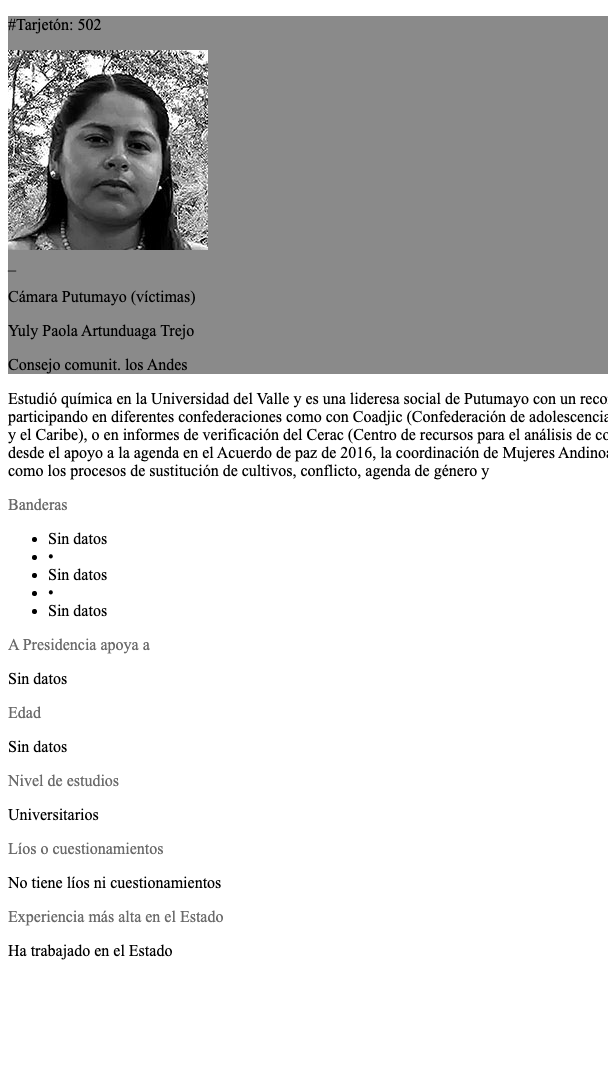 #Tarjetón: 502
_
Cámara Putumayo (víctimas)
Yuly Paola Artunduaga Trejo
Consejo comunit. los Andes
Estudió química en la Universidad del Valle y es una lideresa social de Putumayo con un reco
participando en diferentes confederaciones como con Coadjic (Confederación de adolescencia
y el Caribe), o en informes de verificación del Cerac (Centro de recursos para el análisis de co
desde el apoyo a la agenda en el Acuerdo de paz de 2016, la coordinación de Mujeres Andinoa
como los procesos de sustitución de cultivos, conflicto, agenda de género y
Banderas
• Sin datos
• •
• Sin datos
• •
• Sin datos
A Presidencia apoya a
Sin datos
Edad
Sin datos
Nivel de estudios
Universitarios
Líos o cuestionamientos
No tiene líos ni cuestionamientos
Experiencia más alta en el Estado
Ha trabajado en el Estado